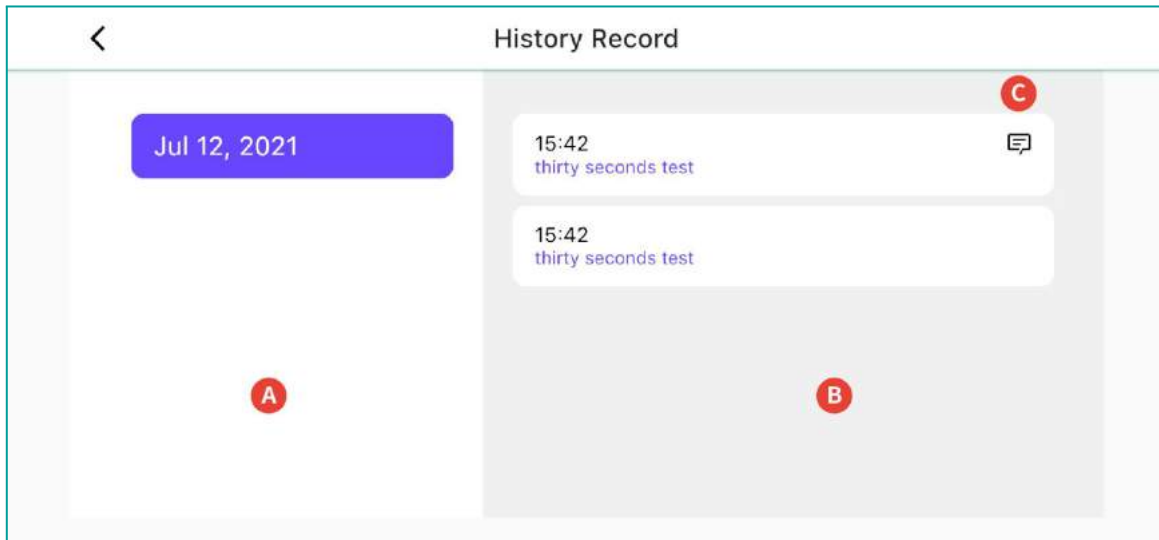 History Record
C
Jul 12, 2021
15:42
thirty seconds test
15:42
thirty seconds test
A
B